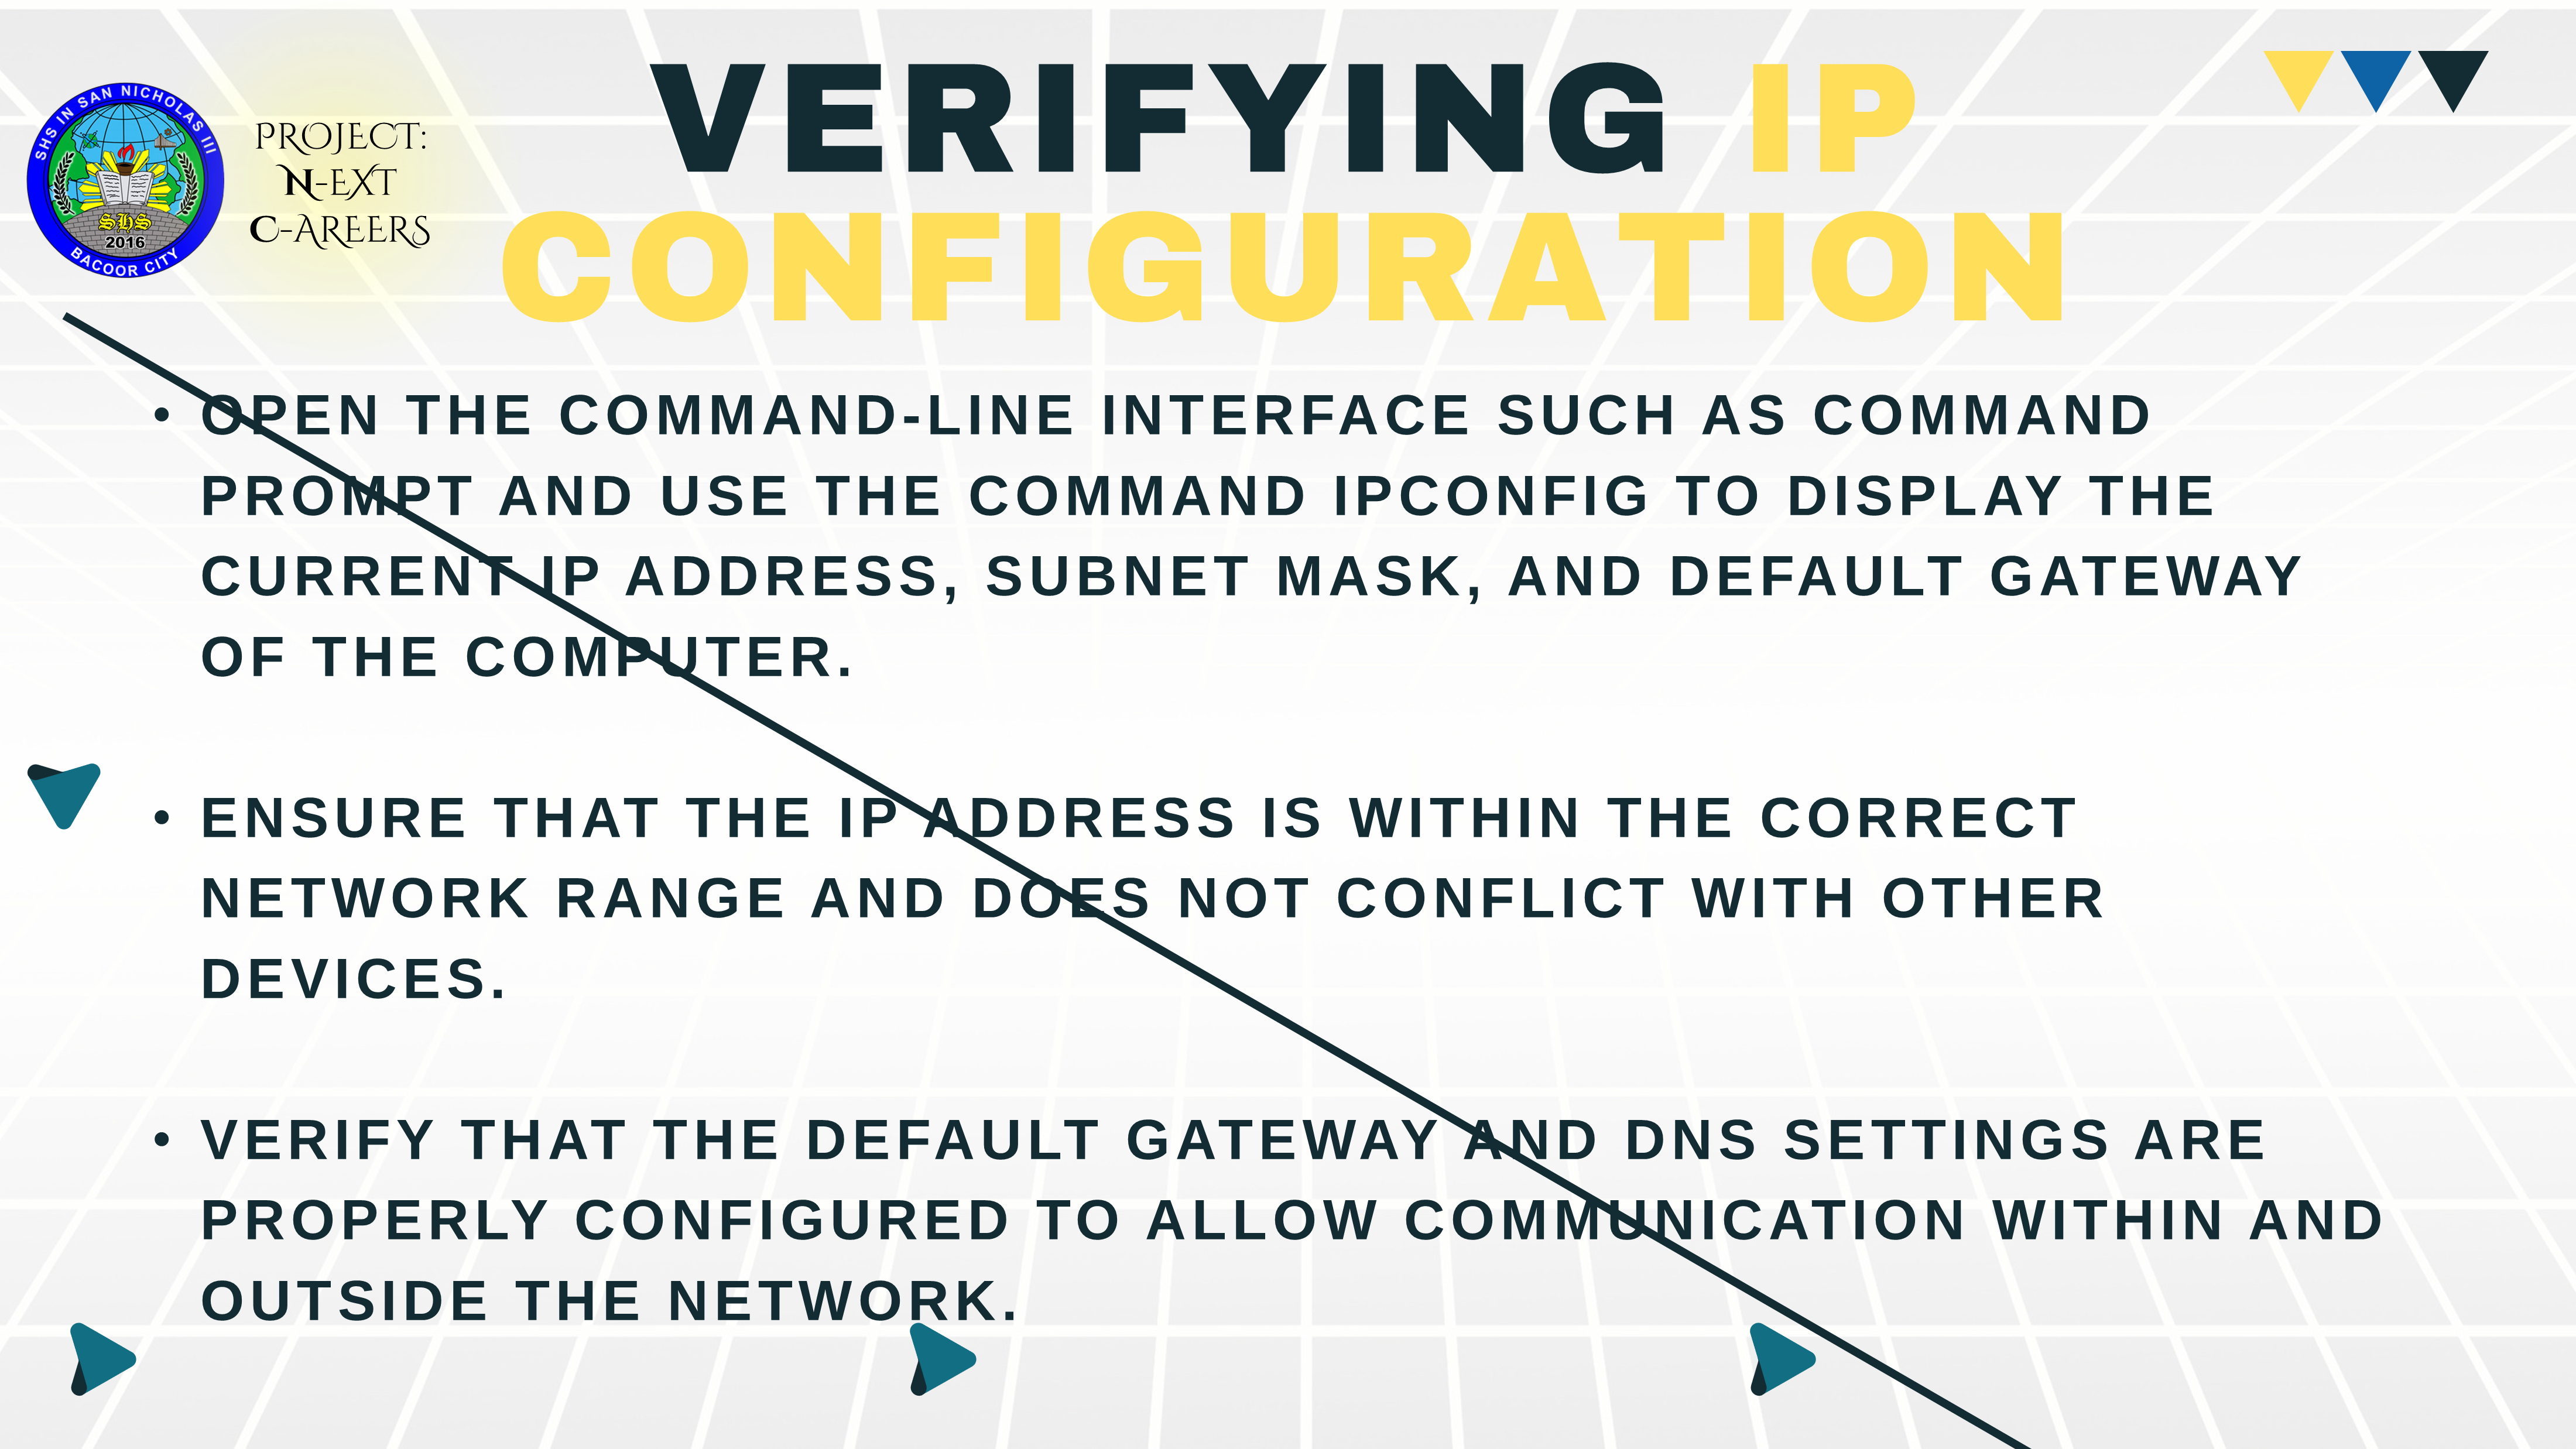 SHS IN SAN NICHOLAS III
SHS
2016
BACOOR CITY
PROJECT:
N-EXT
C-AREERS
VERIFYING IP
CONFIGURATION
• OPEN THE COMMAND-LINE INTERFACE SUCH AS COMMAND
PROMPT AND USE THE COMMAND IPCONFIG TO DISPLAY THE
CURRENT IP ADDRESS, SUBNET MASK, AND DEFAULT GATEWAY
OF THE COMPUTER.
• ENSURE THAT THE IP ADDRESS IS WITHIN THE CORRECT
NETWORK RANGE AND DOES NOT CONFLICT WITH OTHER
DEVICES.
• VERIFY THAT THE DEFAULT GATEWAY AND DNS SETTINGS ARE
PROPERLY CONFIGURED TO ALLOW COMMUNICATION WITHIN AND
OUTSIDE THE NETWORK.